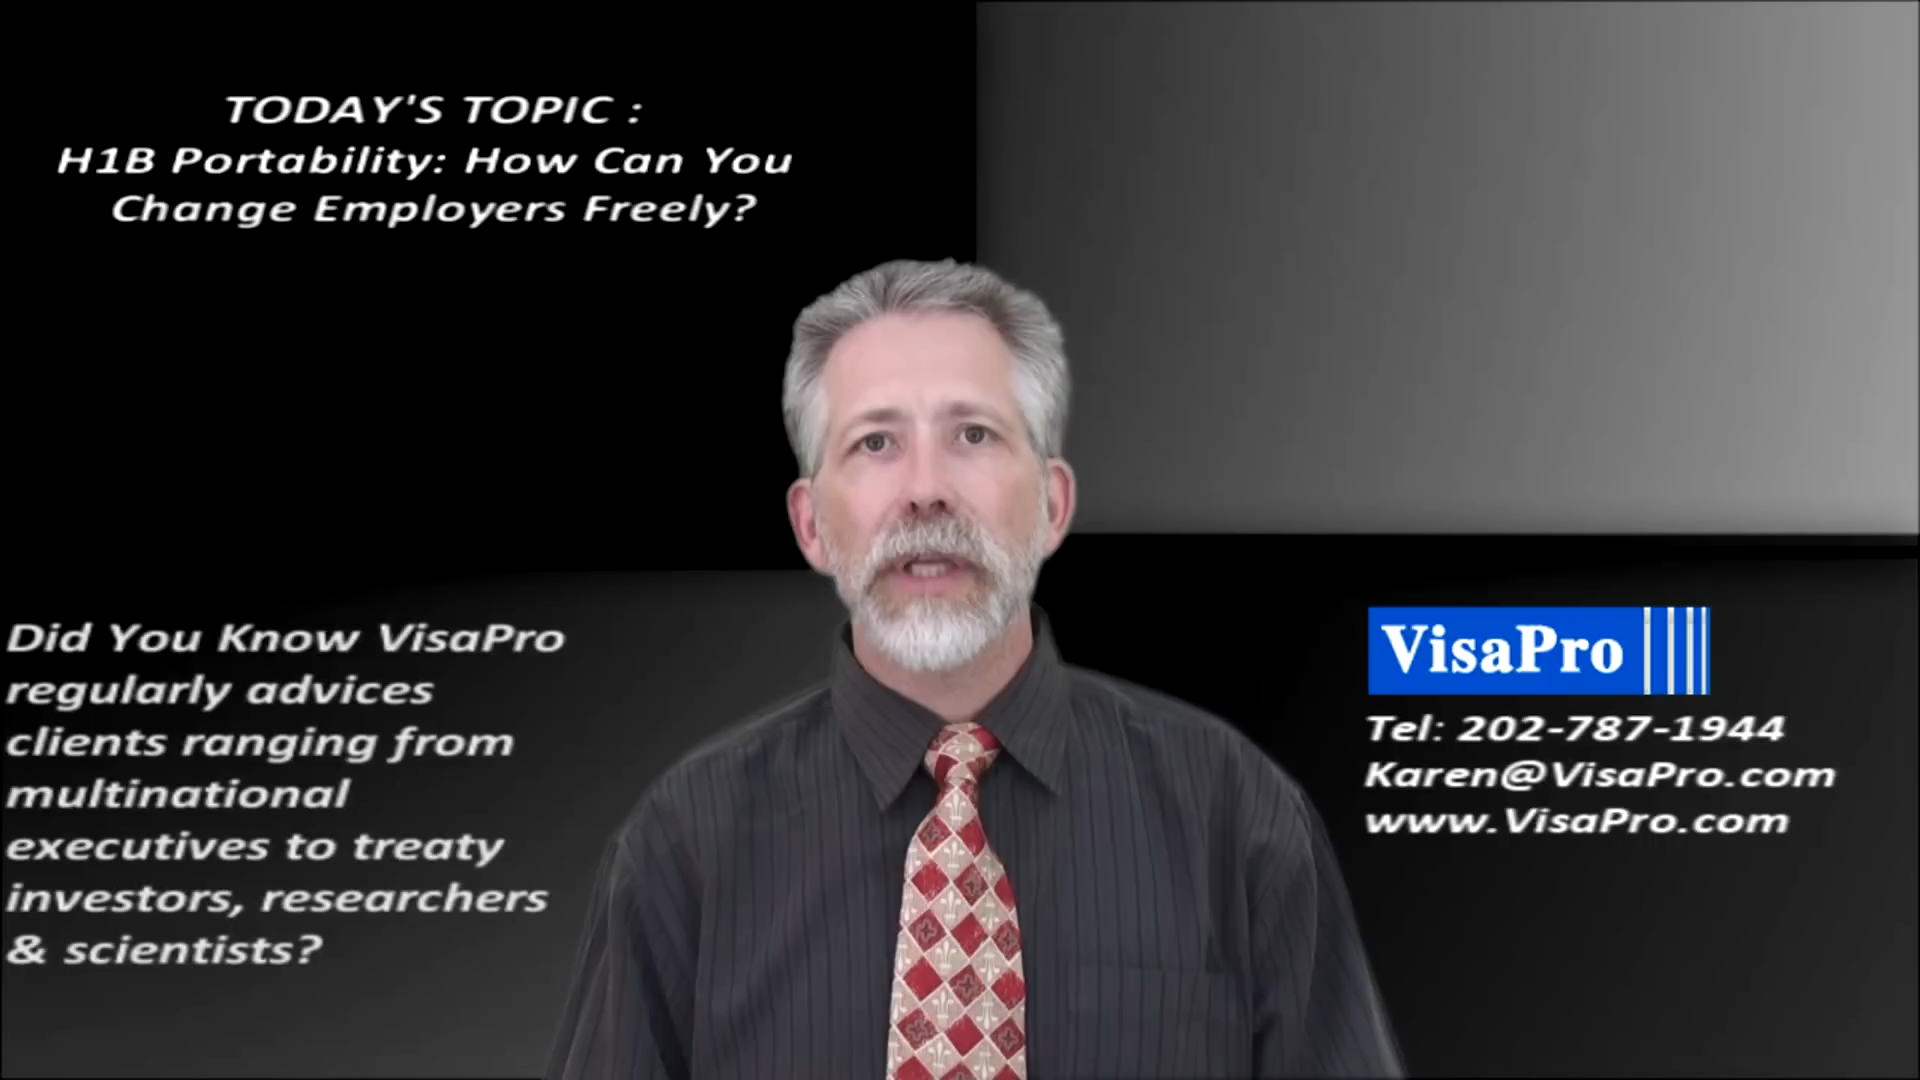 TODAY'S TOPIC :
H1B Portability: How Can You
Change Employers Freely?
Did You Know VisaPro
regularly advices
clients ranging from
multinational
executives to treaty
investors, researchers
& scientists?
VisaPro
Tel: 202-787-1944
Karen@VisaPro.com
www.VisaPro.com